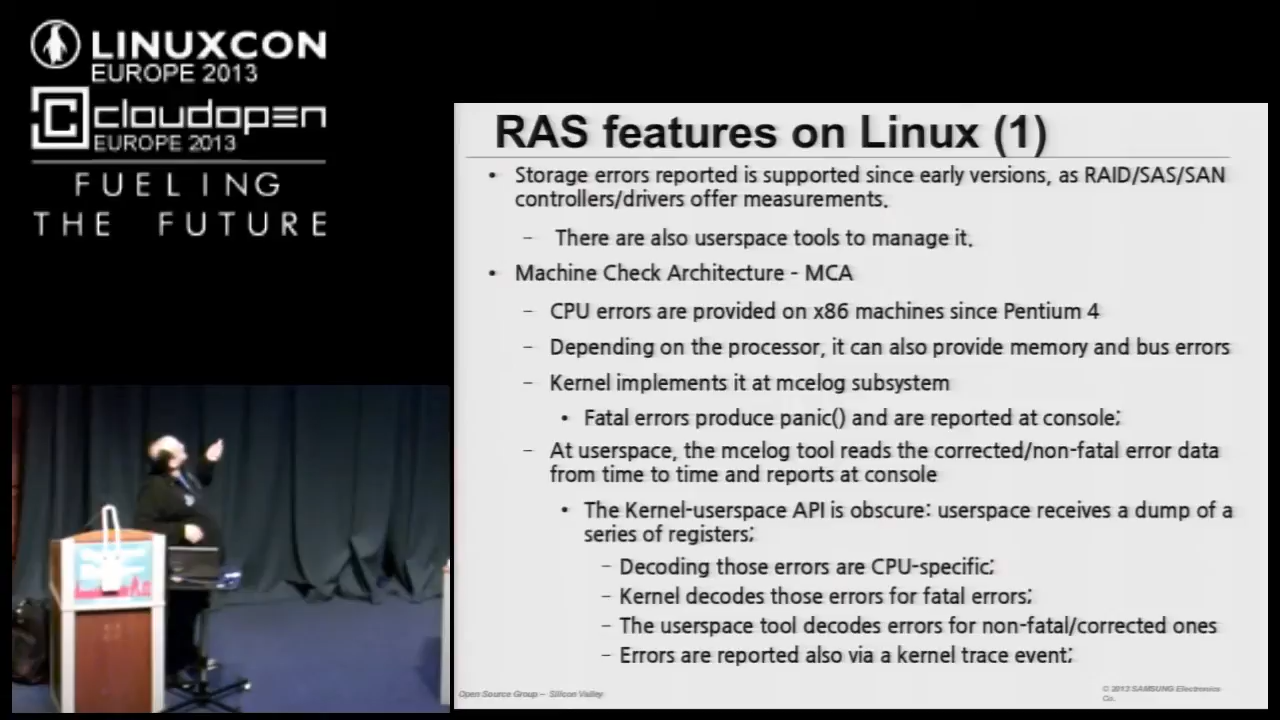 LINUXCON
EUROPE 2013
cloudopen
EUROPE 2013
FUELING
THE FUTURE
RAS features on Linux (1)
• Storage errors reported is supported since early versions, as RAID/SAS/SAN
controllers/drivers offer measurements.
– There are also userspace tools to manage it.
• Machine Check Architecture - MCA
– CPU errors are provided on x86 machines since Pentium 4
– Depending on the processor, it can also provide memory and bus errors
– Kernel implements it at mcelog subsystem
• Fatal errors produce panic() and are reported at console;
– At userspace, the mcelog tool reads the corrected/non-fatal error data
from time to time and reports at console
• The Kernel-userspace API is obscure: userspace receives a dump of a
series of registers;
– Decoding those errors are CPU-specific;
– Kernel decodes those errors for fatal errors;
– The userspace tool decodes errors for non-fatal/corrected ones
– Errors are reported also via a kernel trace event;
Open Source Group – Silicon Valley
© 2013 SAMSUNG Electronics
Co.